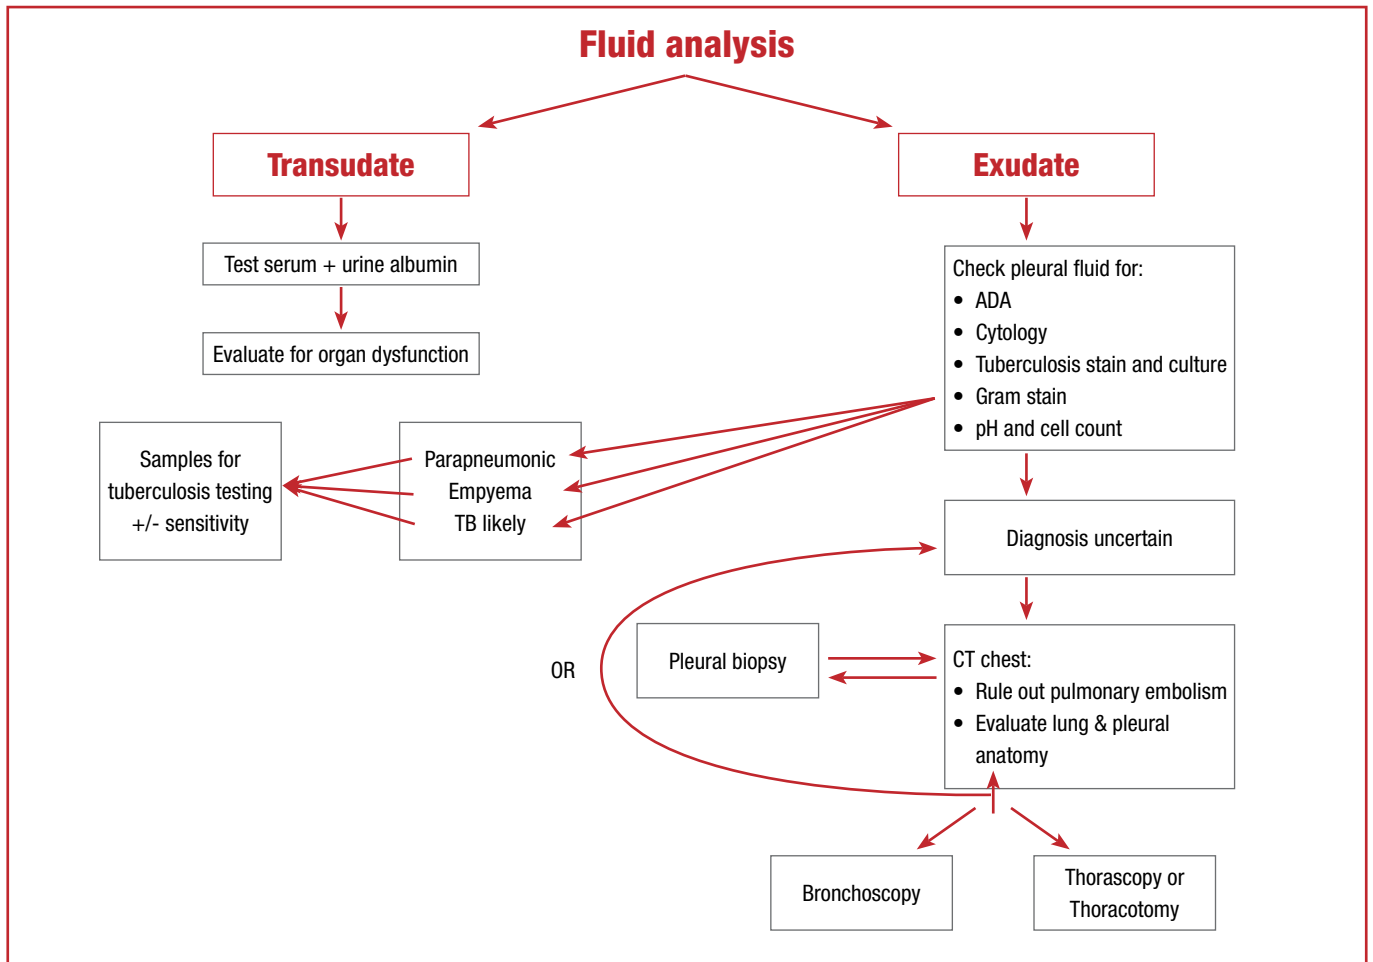 Fluid analysis
Transudate
Exudate
Test serum + urine albumin
Evaluate for organ dysfunction
Check pleural fluid for:
• ADA
• Cytology
• Tuberculosis stain and culture
• Gram stain
• pH and cell count
Samples for
tuberculosis testing
+/- sensitivity
Parapneumonic
Empyema
TB likely
Diagnosis uncertain
OR
Pleural biopsy
CT chest:
• Rule out pulmonary embolism
• Evaluate lung & pleural
anatomy
Bronchoscopy
Thorascopy or
Thoracotomy